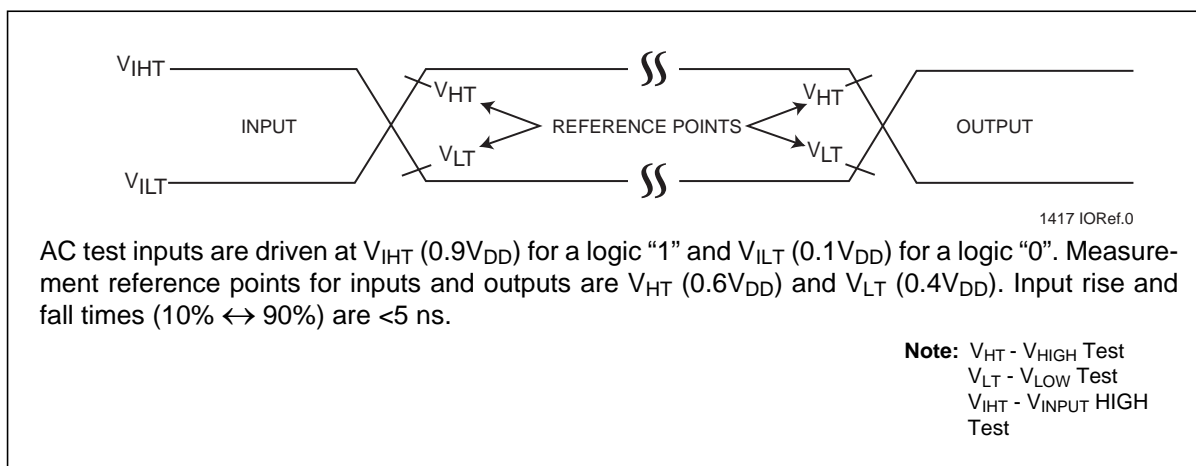 VIHT
VHT
VHT
INPUT
REFERENCE POINTS
OUTPUT
VLT
VLT
VILT
1417 IORef.0
AC test inputs are driven at VIHT (0.9VDD) for a logic “1” and VILT (0.1VDD) for a logic “0”. Measure-
ment reference points for inputs and outputs are VHT (0.6VDD) and VLT (0.4VDD). Input rise and
fall times (10% ↔ 90%) are <5 ns.
Note: VHT - VHIGH Test
VLT - VLOW Test
VIHT - VINPUT HIGH
Test